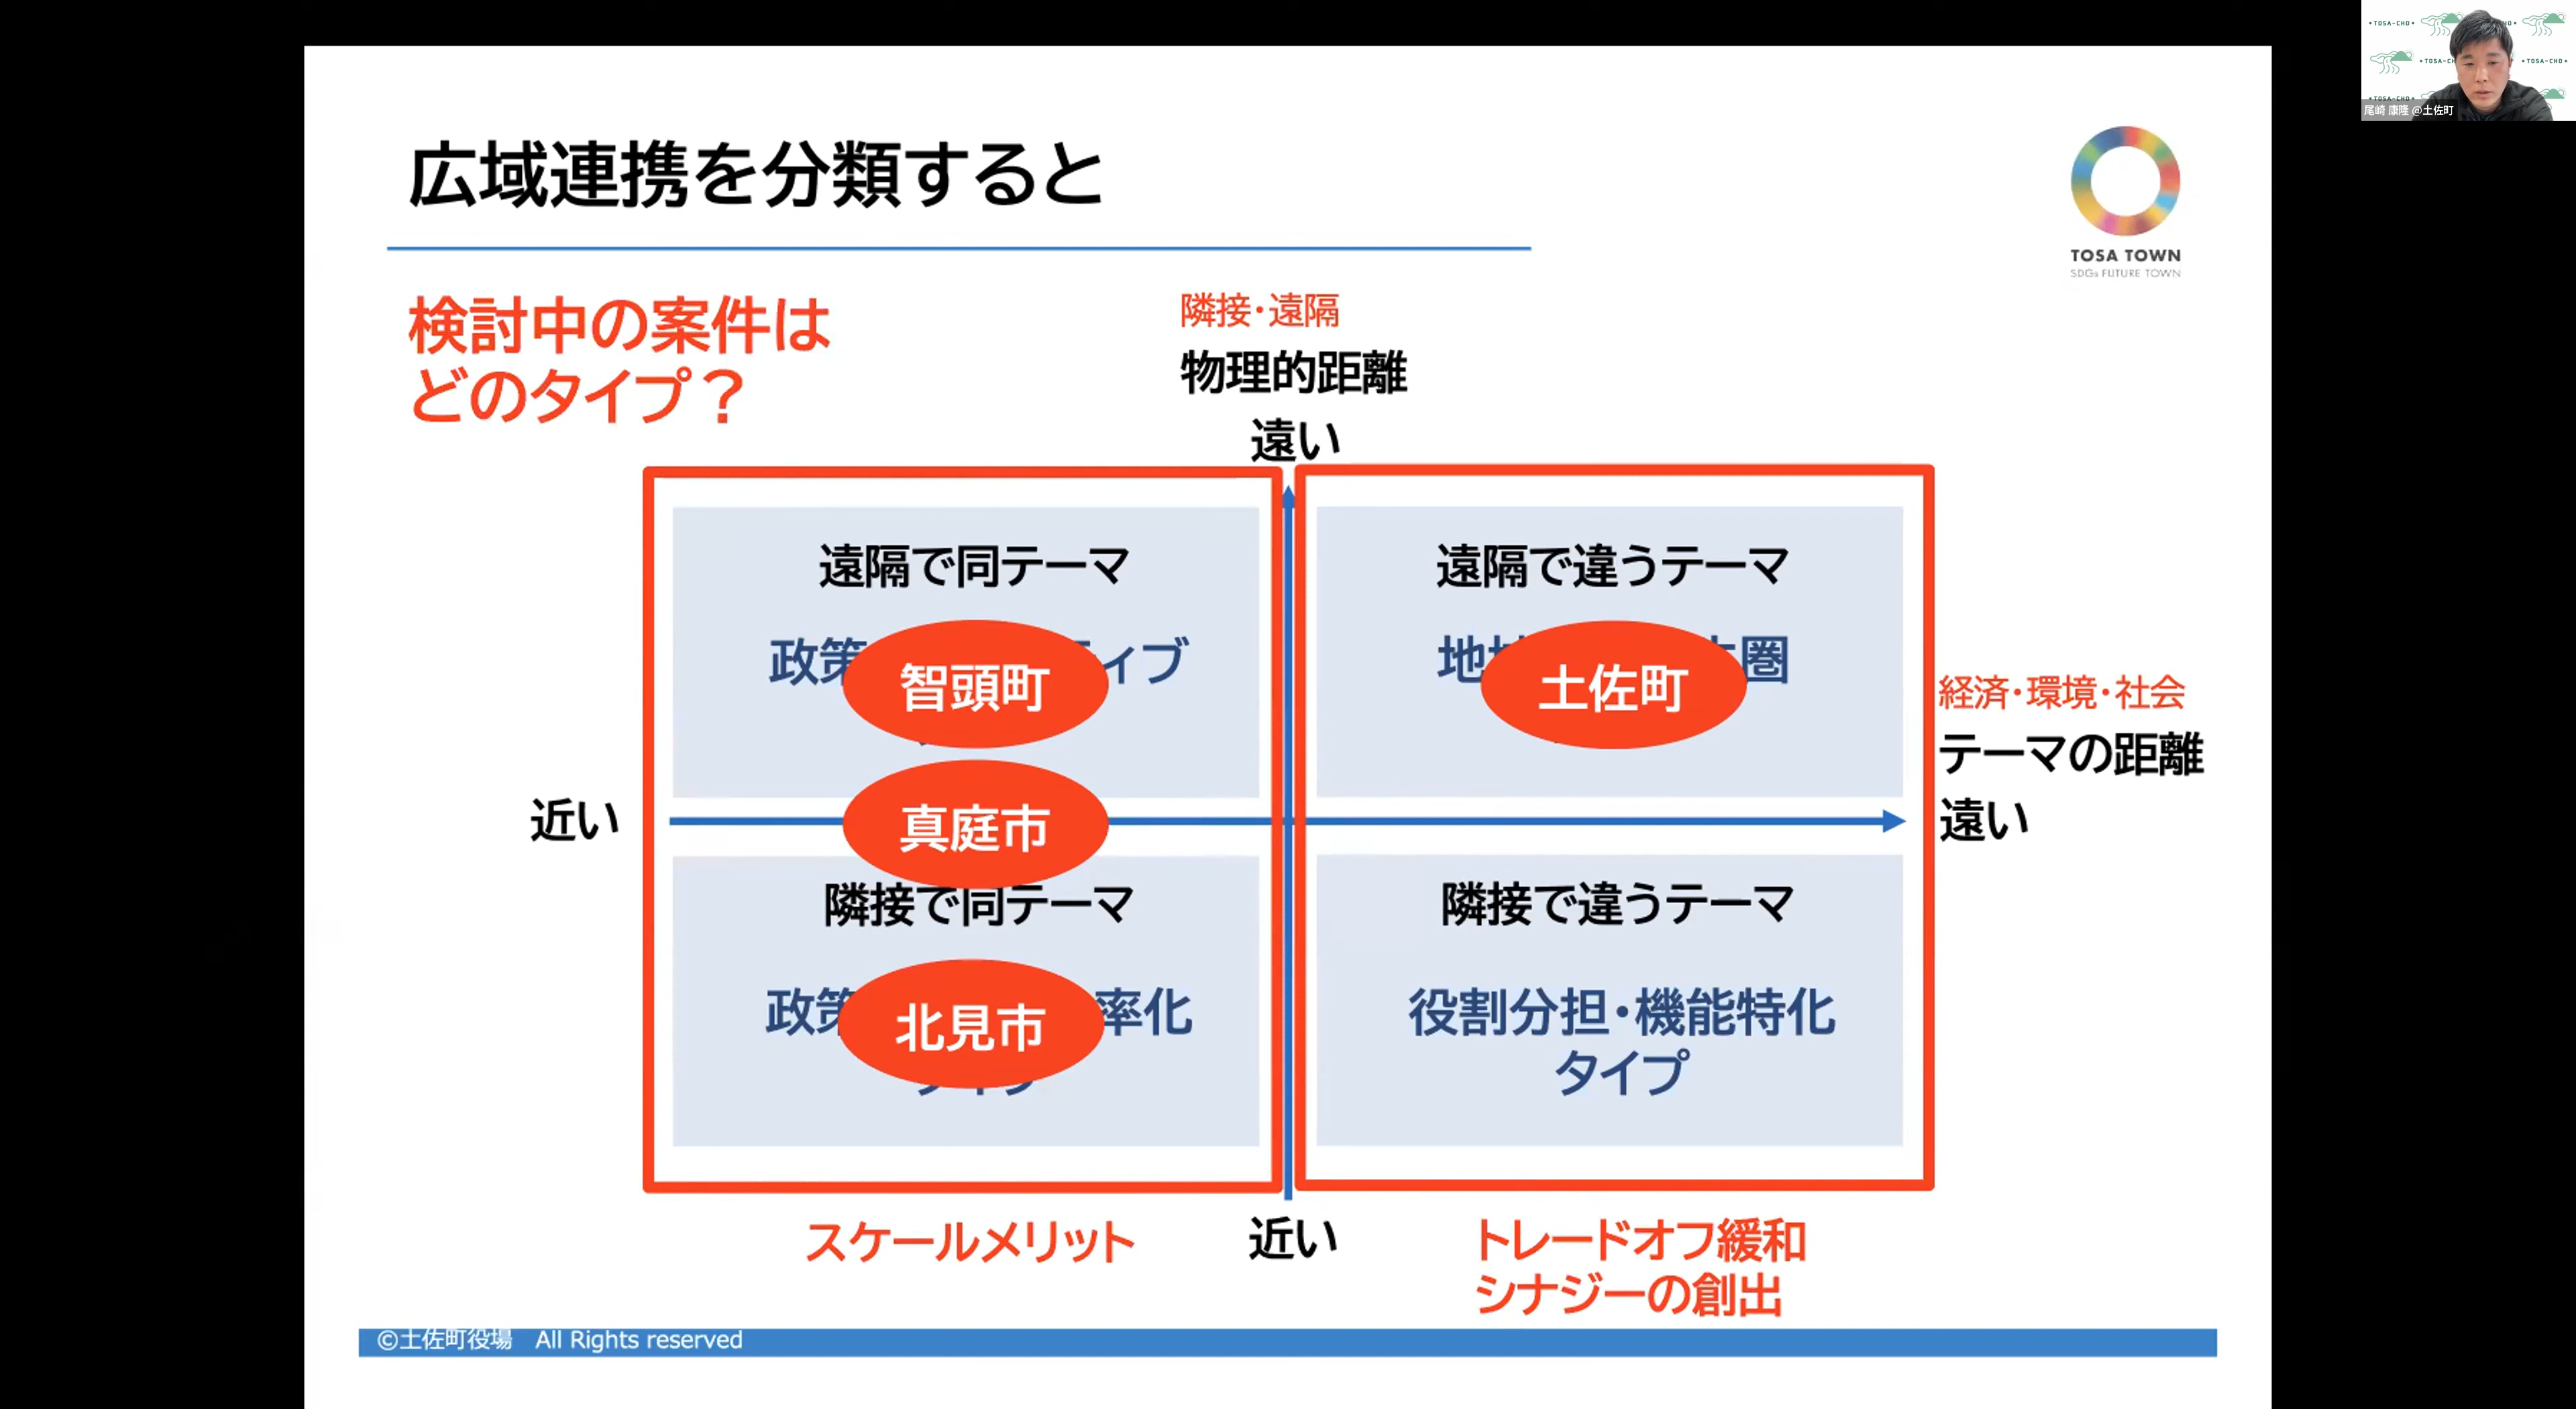 広域連携を分類すると
TOSA TOWN
SDGs FUTURE TOWN
検討中の案件は
どのタイプ？
隣接・遠隔
物理的距離
遠い
遠隔で同テーマ
政策
ィブ
智頭町
遠隔で違うテーマ
圏
土佐町
経済・環境・社会
テーマの距離
遠い
近い
真庭市
隣接で同テーマ
政策
率化
北見市
隣接で違うテーマ
役割分担・機能特化
タイプ
スケールメリット
近い
トレードオフ緩和
シナジーの創出
©土佐町役場 All Rights reserved
尾崎 康隆 @土佐町
•TOSA-CHO•
•TOSA-CHO•